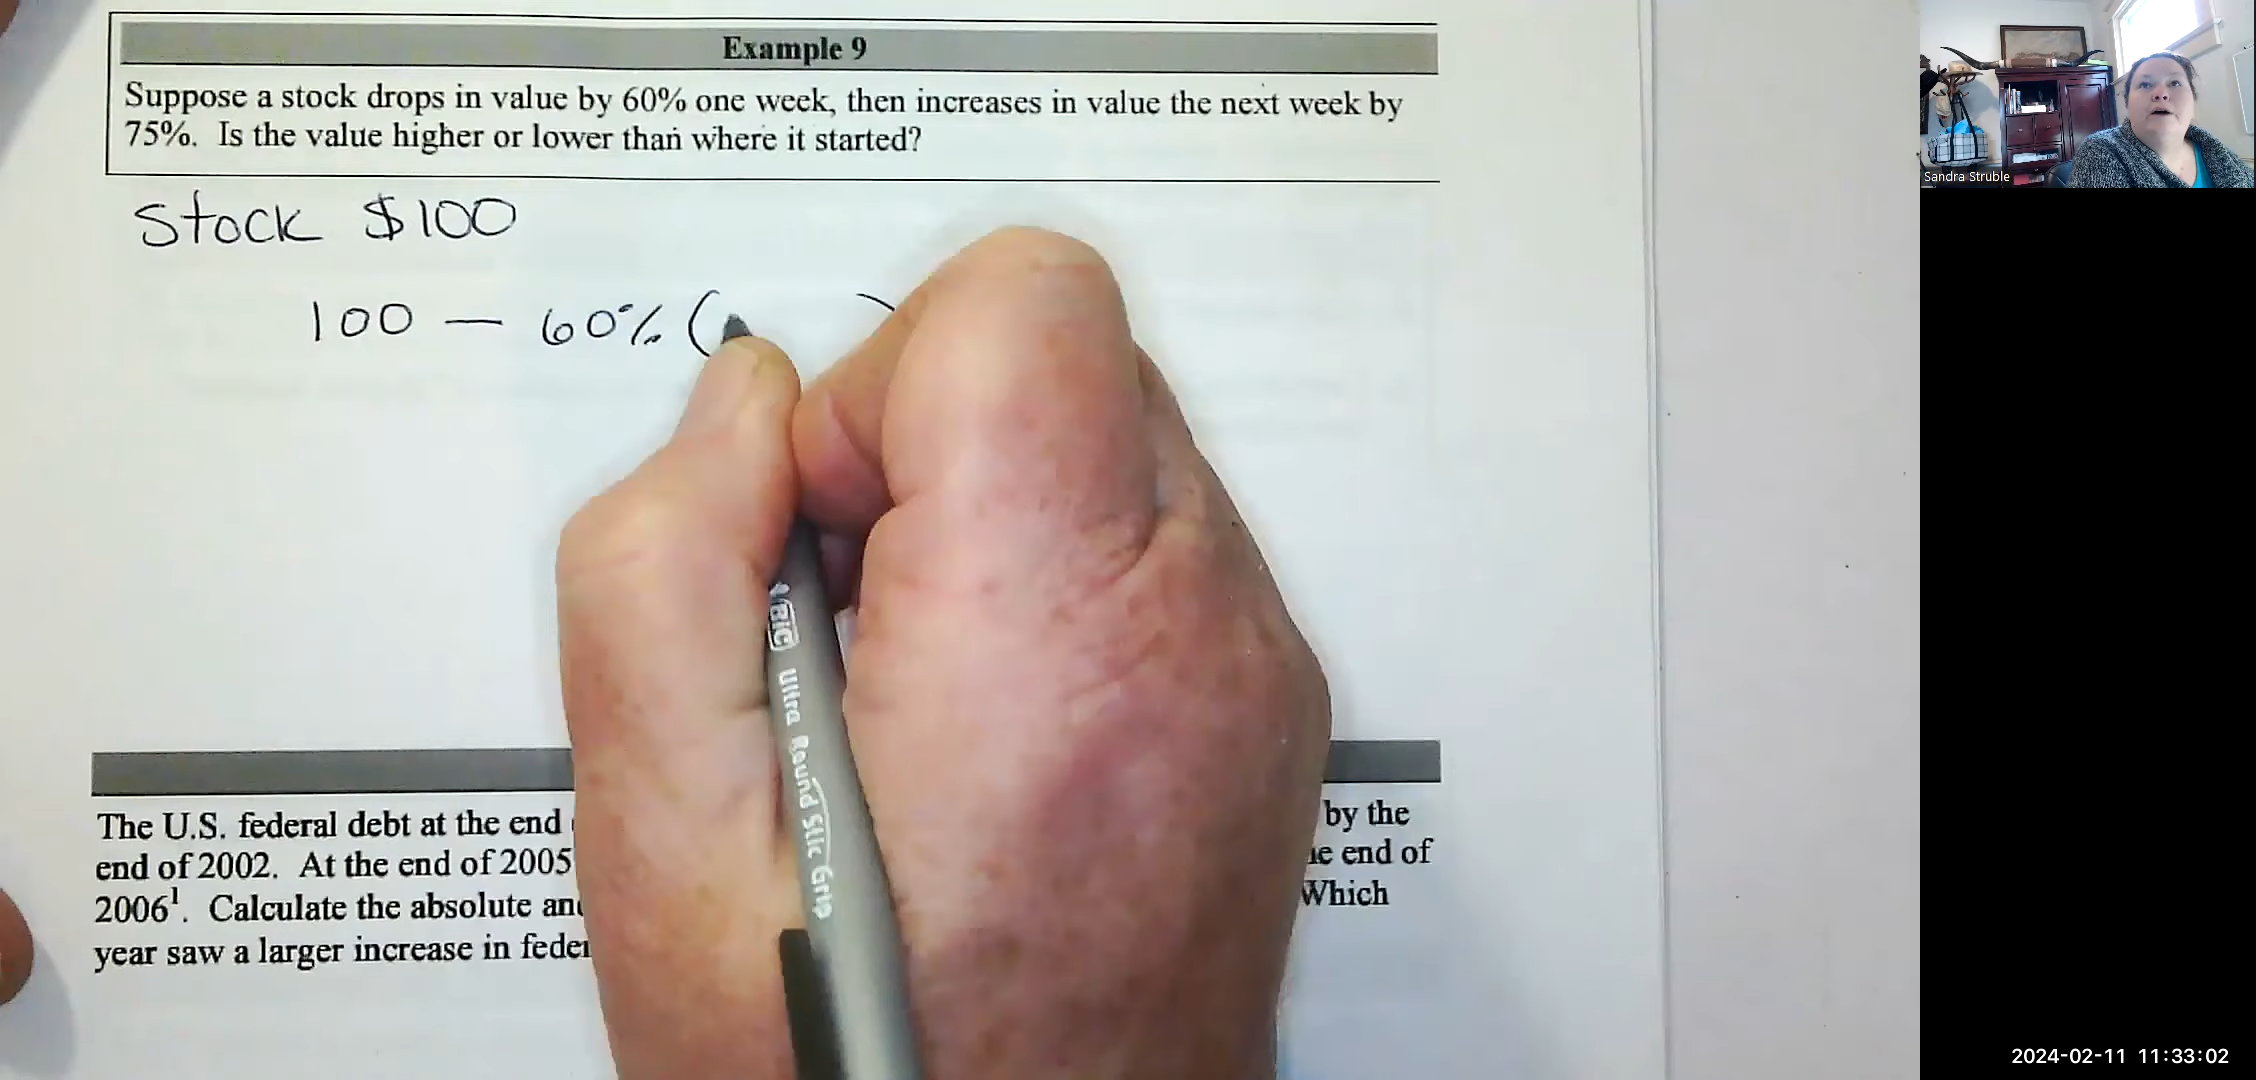 Example 9
Suppose a stock drops in value by 60% one week, then increases in value the next week by
75%. Is the value higher or lower than where it started?
Stock $100
100 — 60% ( )
BIC Ultra Round Stic Grip
The U.S. federal debt at the end by the
end of 2002. At the end of 2005 end of
2006¹. Calculate the absolute Which
year saw a larger increase in
Sandra Struble
2024-02-11 11:33:02